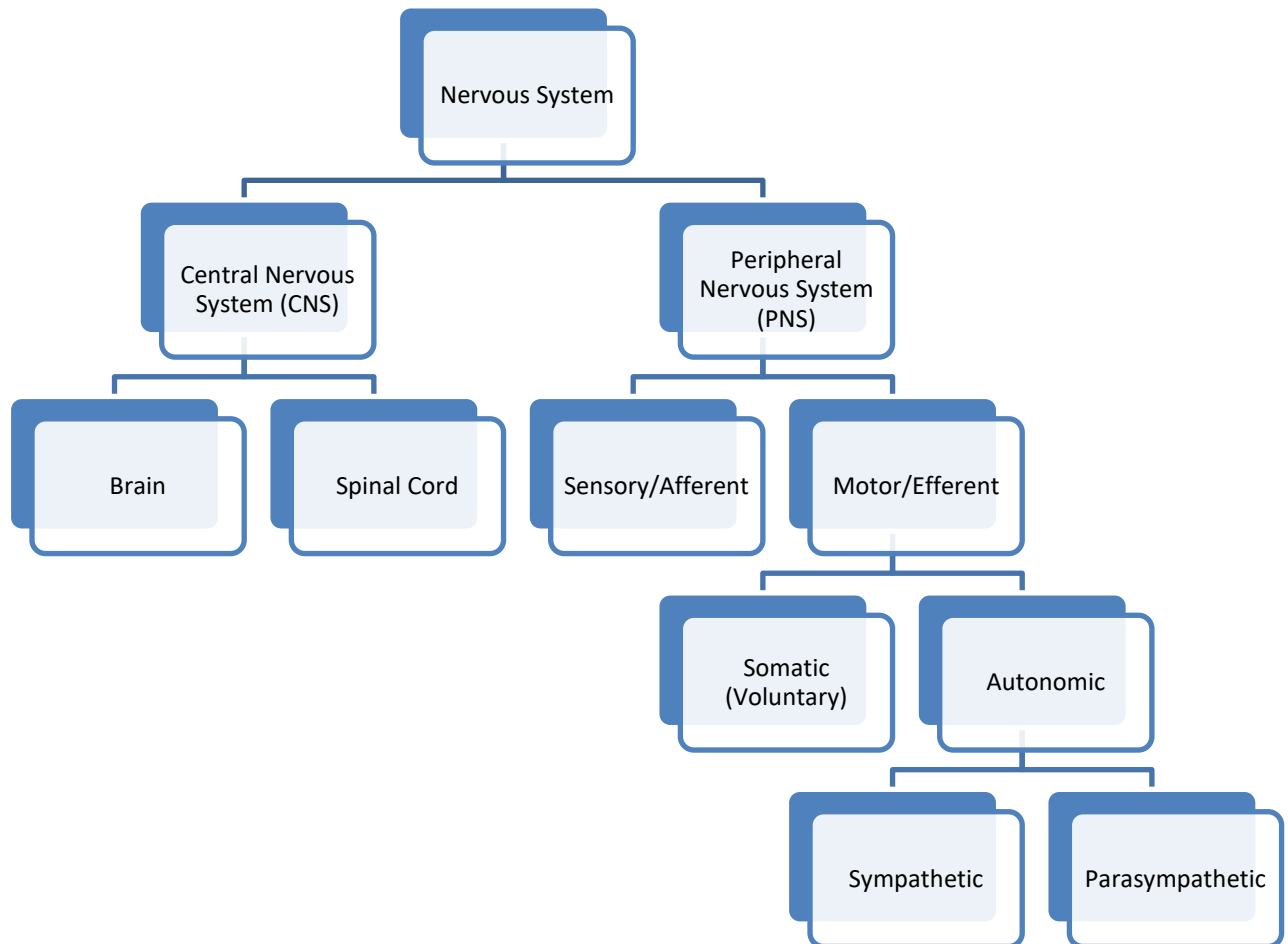 Nervous System
Central Nervous
System (CNS)
Peripheral
Nervous System
(PNS)
Brain
Spinal Cord
Sensory/Afferent
Motor/Efferent
Somatic
(Voluntary)
Autonomic
Sympathetic
Parasympathetic